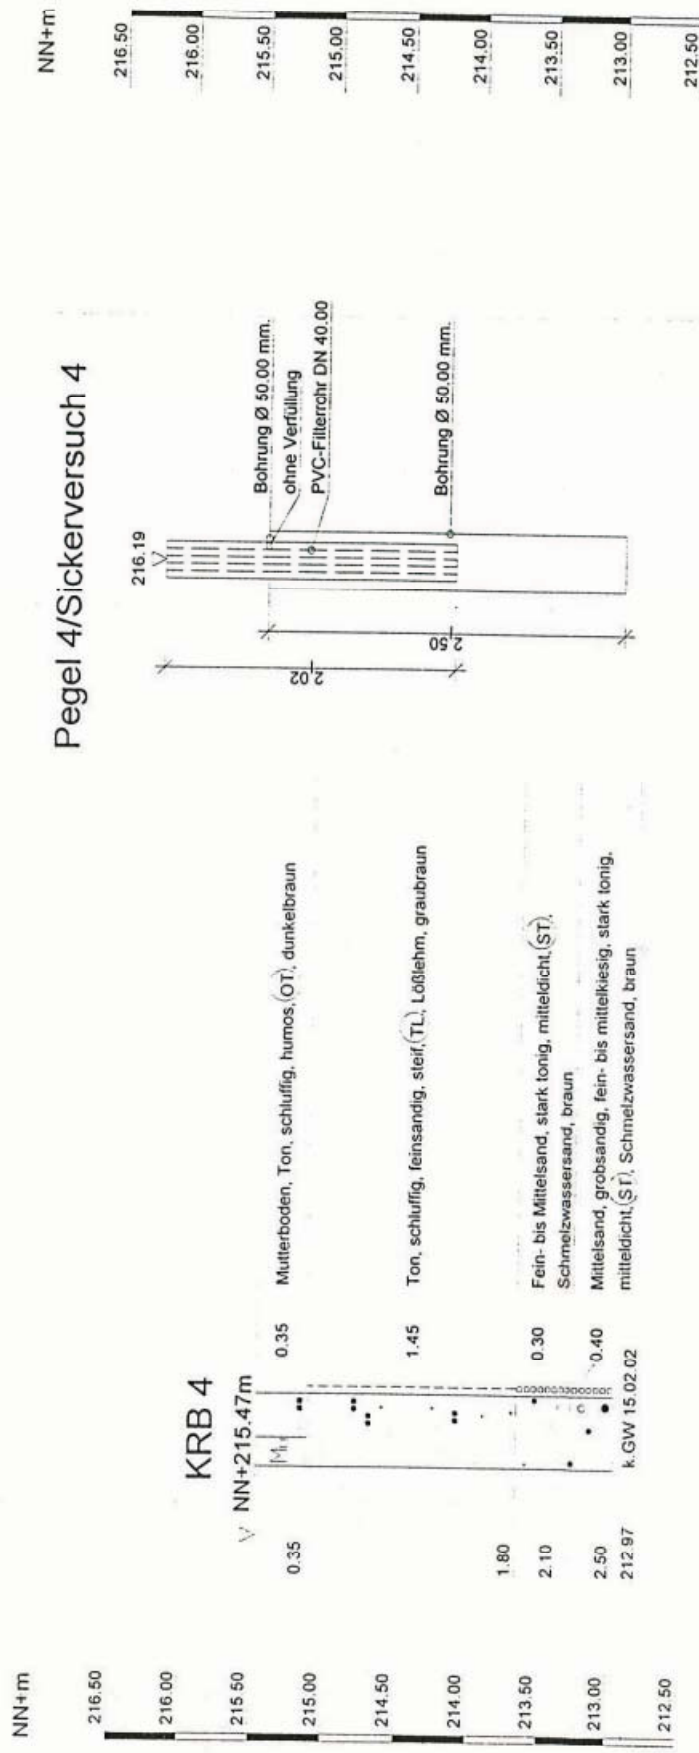 NN+m
216.50
216.00
215.50
215.00
214.50
214.00
213.50
213.00
212.50
KRB 4
NN+215.47m
Mu
0.35
1.80
2.10
2.50
212.97
0.35 Mutterboden, Ton, schluffig, humos, (OT), dunkelbraun
1.45 Ton, schluffig, feinsandig, steif, (TL), Lößlehm, graubraun
0.30 Fein- bis Mittelsand, stark tonig, mitteldicht, (ST),
Schmelzwassersand, braun
0.40 Mittelsand, grobsandig, fein- bis mittelkiesig, stark tonig,
mitteldicht, (ST), Schmelzwassersand, braun
k.GW 15.02.02
Pegel 4/Sickerversuch 4
216.19
2.02
2.50
Bohrung Ø 50.00 mm.
ohne Verfüllung
PVC-Filterrohr DN 40.00
Bohrung Ø 50.00 mm.
NN+m
216.50
216.00
215.50
215.00
214.50
214.00
213.50
213.00
212.50